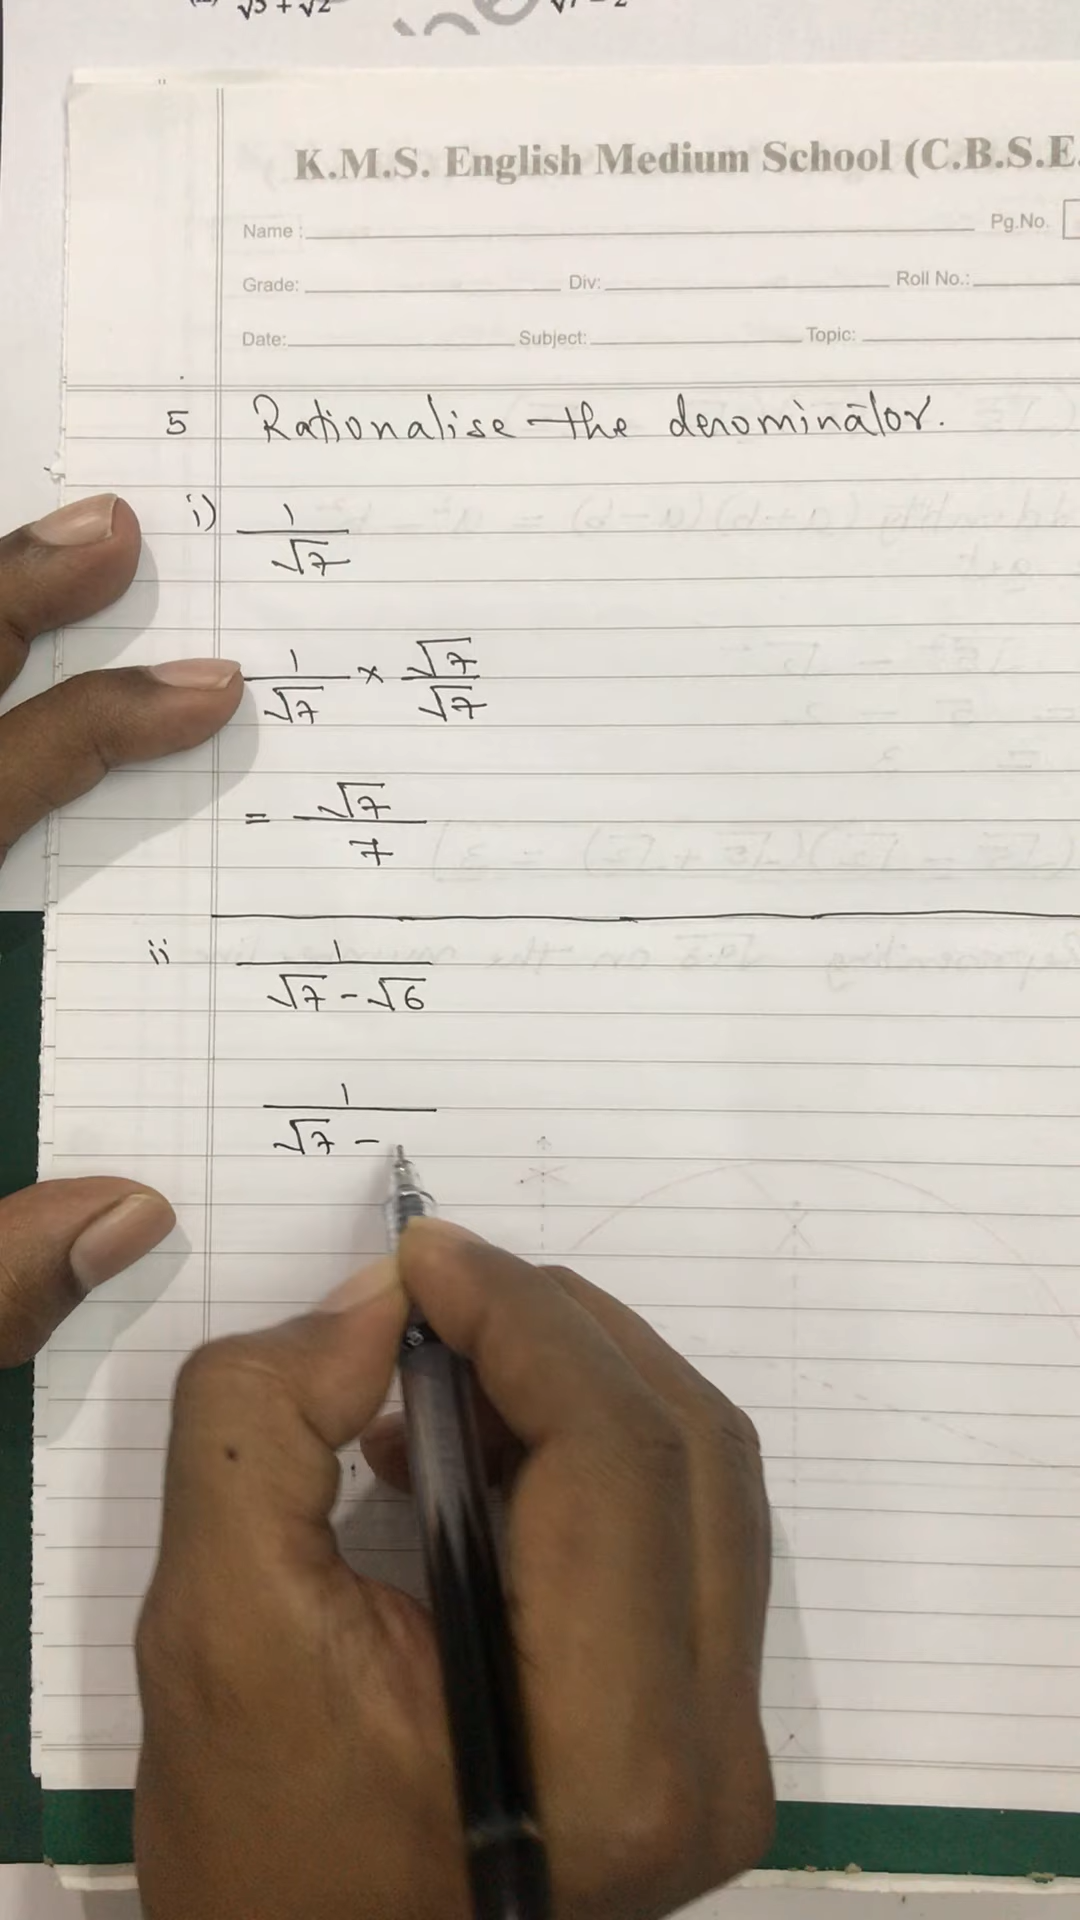 K.M.S. English Medium School (C.B.S.E.
Name :
Pg.No.
Grade:
Div:
Roll No.:
Date:
Subject:
Topic:
5 Rationalise the denominator.
i) 1/√7
1/√7 × √7/√7
= √7/7
ii 1/√7-√6
1/√7 -